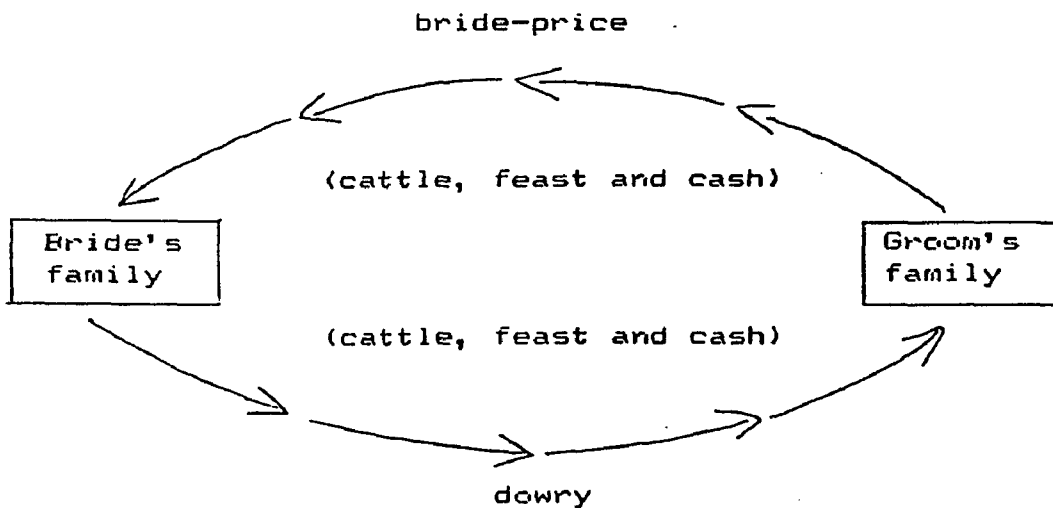 bride-price
(cattle, feast and cash)
Bride's
family
Groom's
family
(cattle, feast and cash)
dowry